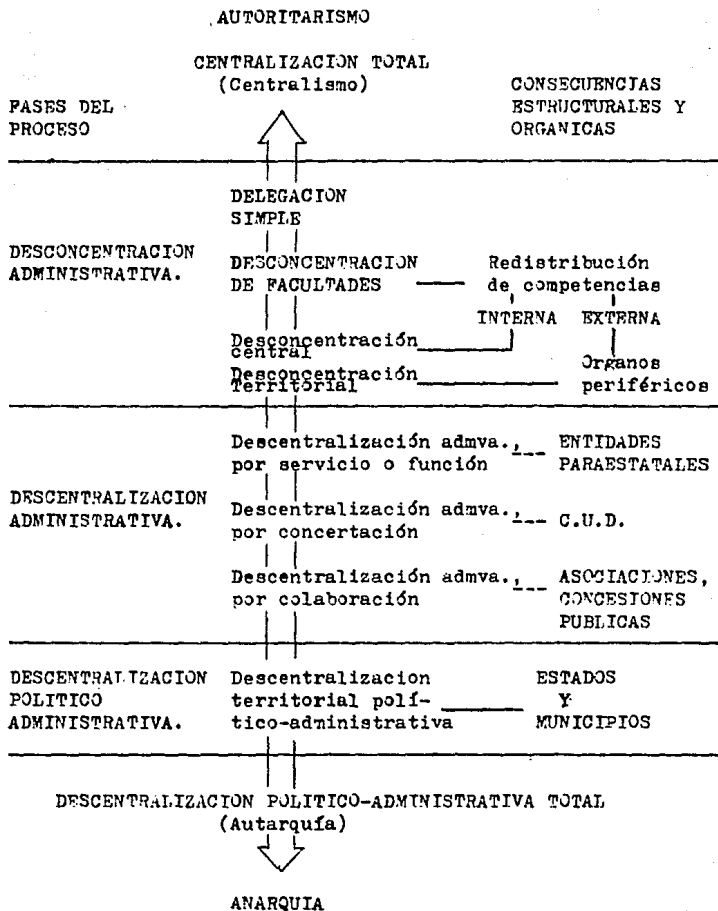 AUTORITARISMO
CENTRALIZACION TOTAL
(Centralismo)
FASES DEL
PROCESO
CONSECUENCIAS
ESTRUCTURALES Y
ORGANICAS
DELEGACION
SIMPLE
DESCONCENTRACION
ADMINISTRATIVA.
DESCONCENTRACION
DE FACULTADES
Redistribución
de competencias
INTERNA EXTERNA
Desconcentración
central
Desconcentración
Territorial
Organos
periféricos
Descentralización admva.,
por servicio o función
ENTIDADES
PARAESTATALES
DESCENTRALIZACION
ADMINISTRATIVA.
Descentralización admva.,
por concertación
C.U.D.
Descentralización admva.,
por colaboración
ASOCIACIONES,
CONCESIONES
PUBLICAS
DESCENTRALIZACION
POLITICO
ADMINISTRATIVA.
Descentralizacion
territorial polí-
tico-administrativa
ESTADOS
Y
MUNICIPIOS
DESCENTRALIZACION POLITICO-ADMINISTRATIVA TOTAL
(Autarquía)
ANARQUIA